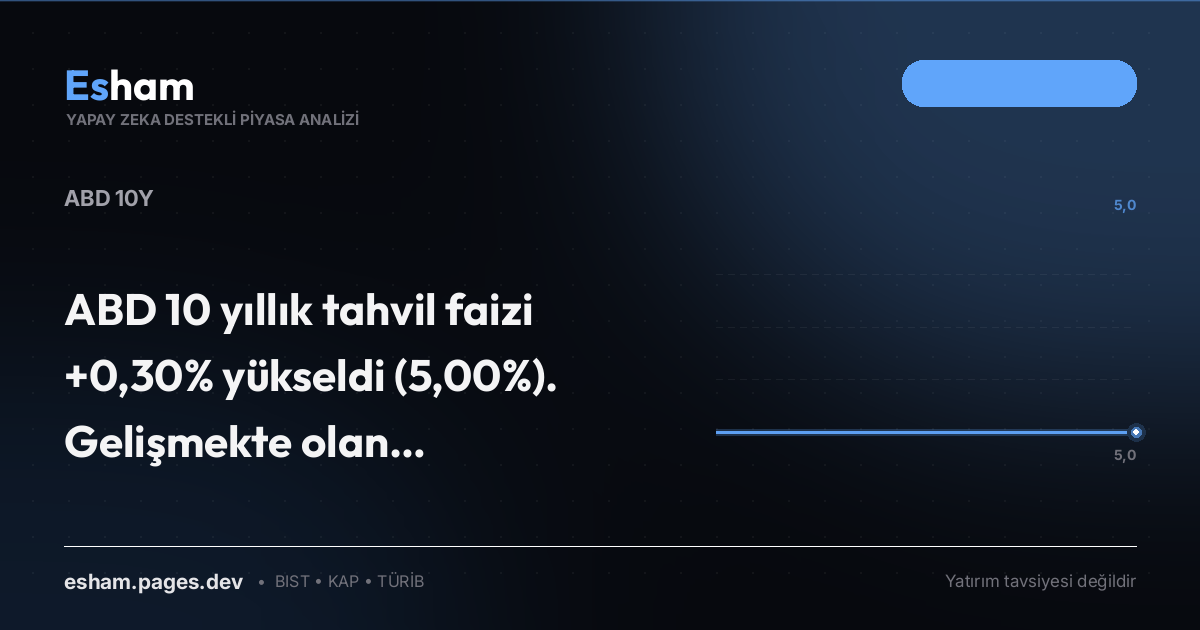 Esham
YAPAY ZEKA DESTEKLİ PİYASA ANALİZİ
ABD 10Y
5,0
ABD 10 yıllık tahvil faizi
+0,30% yükseldi (5,00%).
Gelişmekte olan...
5,0
esham.pages.dev • BIST • KAP • TÜRİB
Yatırım tavsiyesi değildir